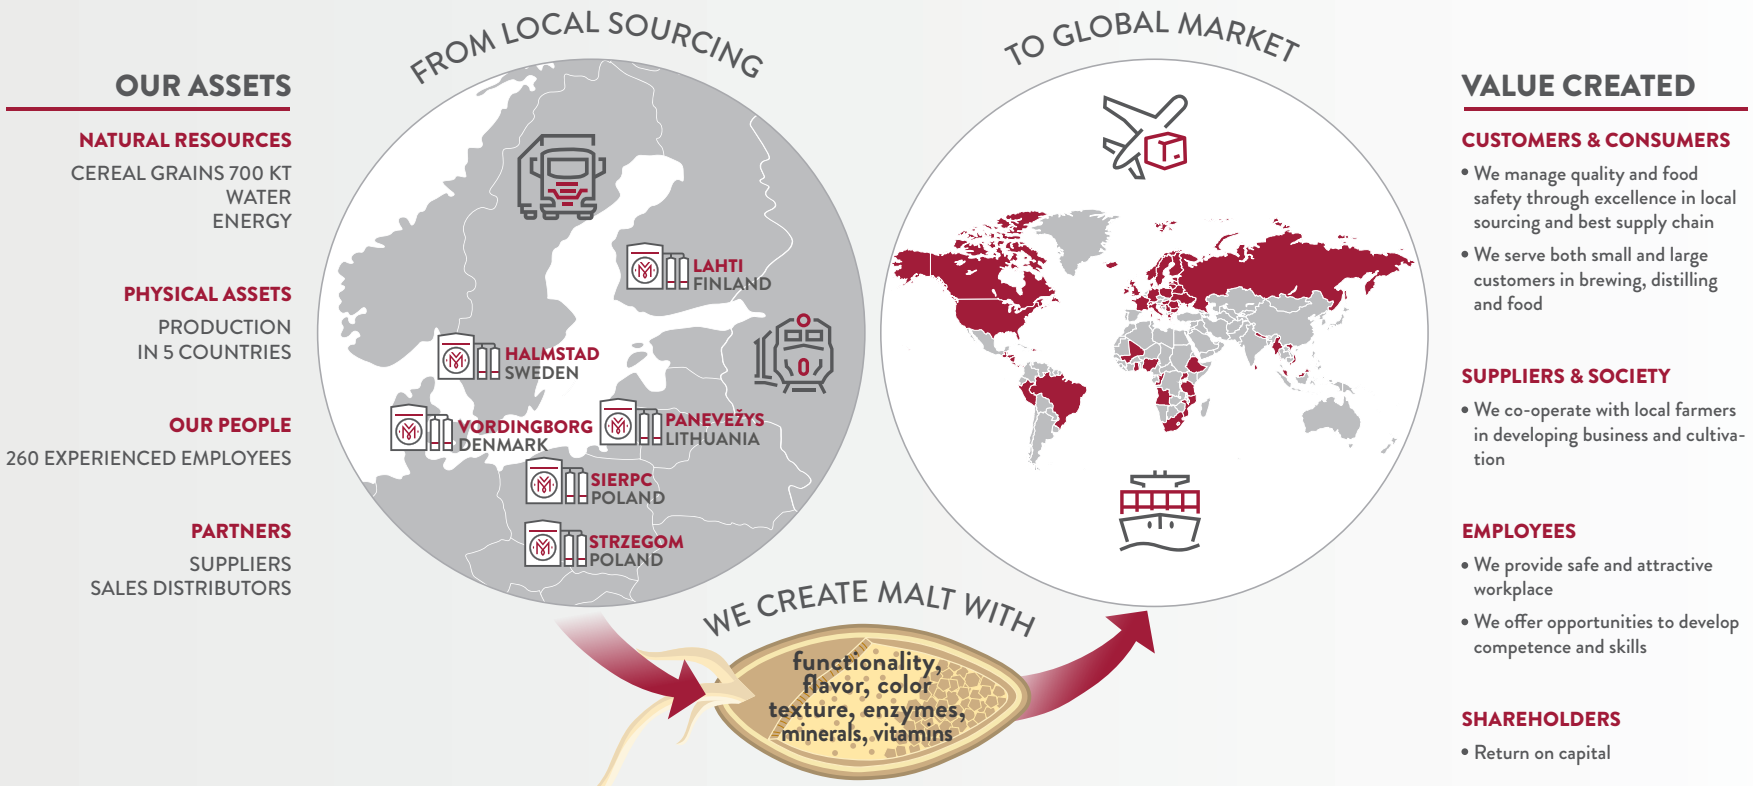 FROM LOCAL SOURCING
TO GLOBAL MARKET
OUR ASSETS
NATURAL RESOURCES
CEREAL GRAINS 700 KT
WATER
ENERGY
PHYSICAL ASSETS
PRODUCTION
IN 5 COUNTRIES
OUR PEOPLE
260 EXPERIENCED EMPLOYEES
PARTNERS
SUPPLIERS
SALES DISTRIBUTORS
LAHTI
FINLAND
HALMSTAD
SWEDEN
VORDINGBORG
DENMARK
PANEVEŽYS
LITHUANIA
SIERPC
POLAND
STRZEGOM
POLAND
WE CREATE MALT WITH
functionality,
flavor, color
texture, enzymes,
minerals, vitamins
VALUE CREATED
CUSTOMERS & CONSUMERS
• We manage quality and food
safety through excellence in local
sourcing and best supply chain
• We serve both small and large
customers in brewing, distilling
and food
SUPPLIERS & SOCIETY
• We co-operate with local farmers
in developing business and cultiva-
tion
EMPLOYEES
• We provide safe and attractive
workplace
• We offer opportunities to develop
competence and skills
SHAREHOLDERS
• Return on capital